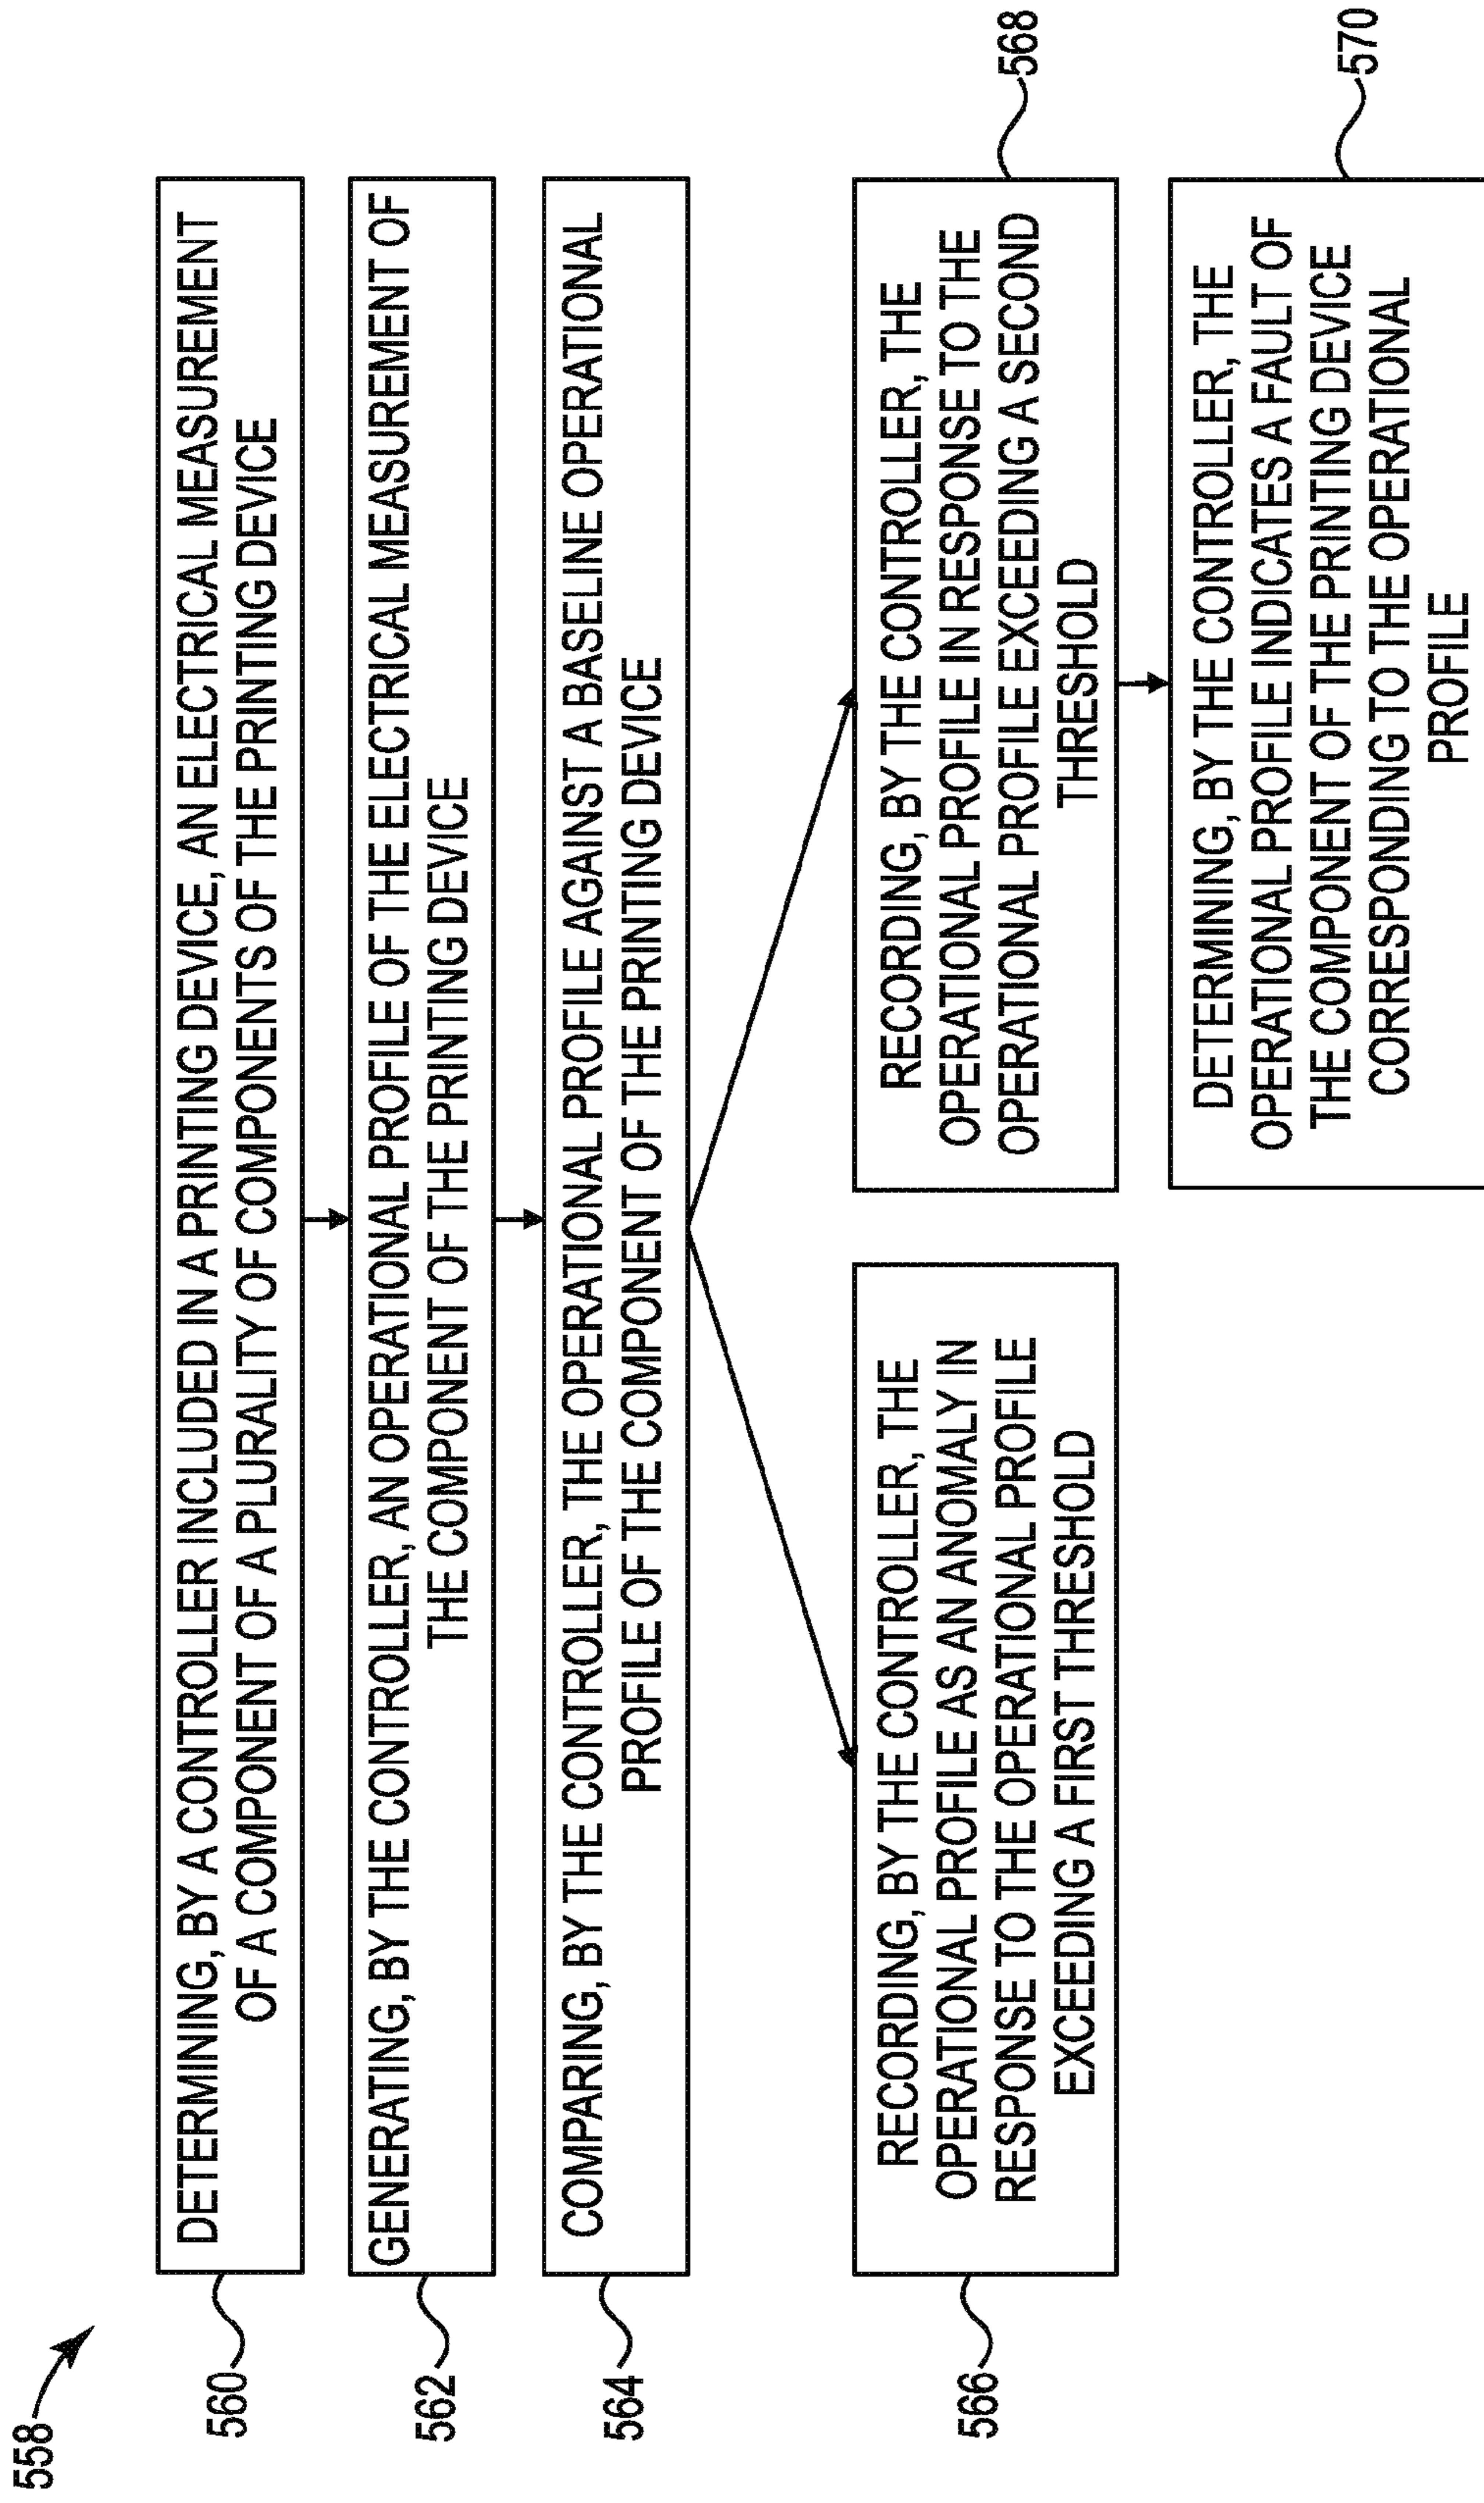 558
560
DETERMINING, BY A CONTROLLER INCLUDED IN A PRINTING DEVICE, AN ELECTRICAL MEASUREMENT
OF A COMPONENT OF A PLURALITY OF COMPONENTS OF THE PRINTING DEVICE
562
GENERATING, BY THE CONTROLLER, AN OPERATIONAL PROFILE OF THE ELECTRICAL MEASUREMENT OF
THE COMPONENT OF THE PRINTING DEVICE
564
COMPARING, BY THE CONTROLLER, THE OPERATIONAL PROFILE AGAINST A BASELINE OPERATIONAL
PROFILE OF THE COMPONENT OF THE PRINTING DEVICE
566
RECORDING, BY THE CONTROLLER, THE
OPERATIONAL PROFILE AS AN ANOMALY IN
RESPONSE TO THE OPERATIONAL PROFILE
EXCEEDING A FIRST THRESHOLD
RECORDING, BY THE CONTROLLER, THE
OPERATIONAL PROFILE IN RESPONSE TO THE
OPERATIONAL PROFILE EXCEEDING A SECOND
THRESHOLD
568
DETERMINING, BY THE CONTROLLER, THE
OPERATIONAL PROFILE INDICATES A FAULT OF
THE COMPONENT OF THE PRINTING DEVICE
CORRESPONDING TO THE OPERATIONAL
PROFILE
570